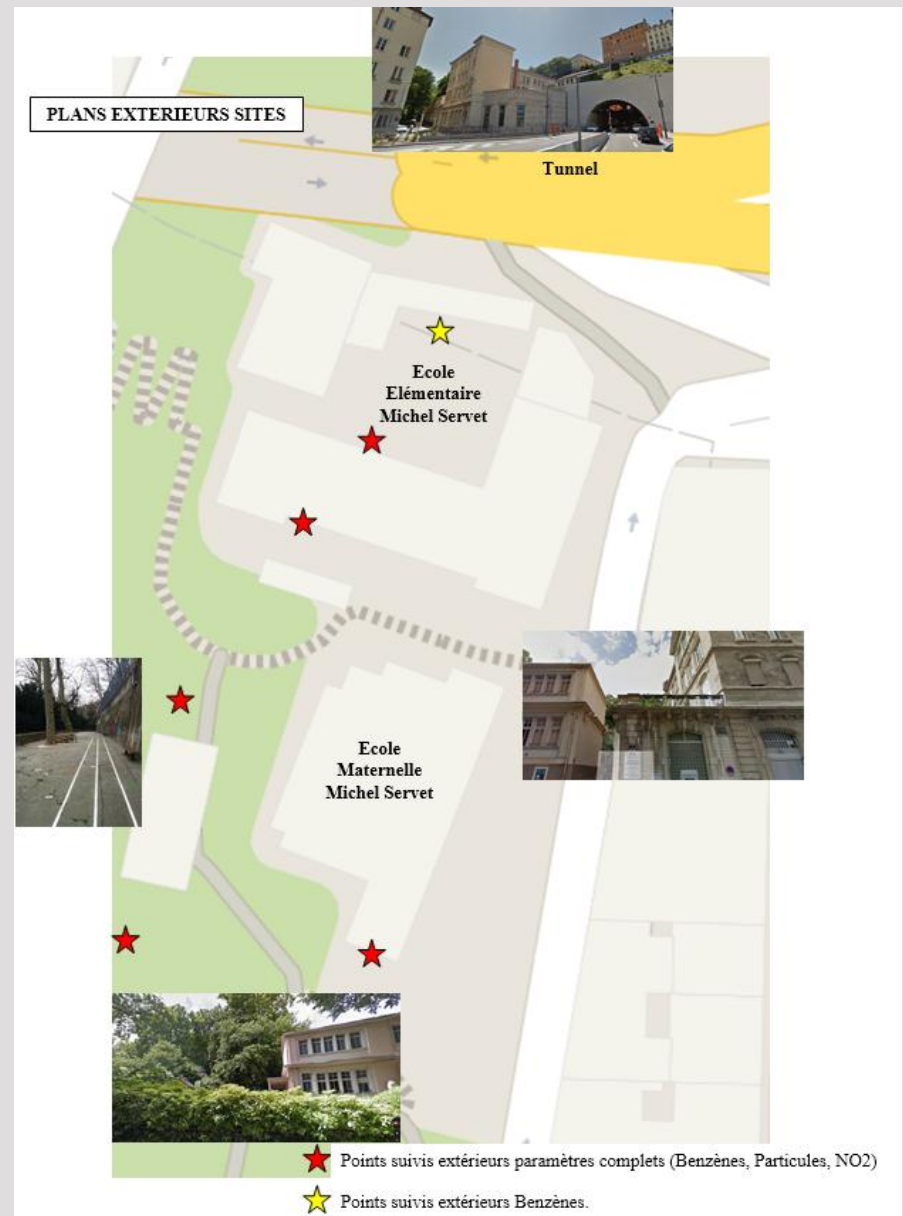 PLANS EXTERIEURS SITES
Tunnel
Ecole
Elémentaire
Michel Servet
Ecole
Maternelle
Michel Servet
Points suivis extérieurs paramètres complets (Benzènes, Particules, NO2)
Points suivis extérieurs Benzènes.